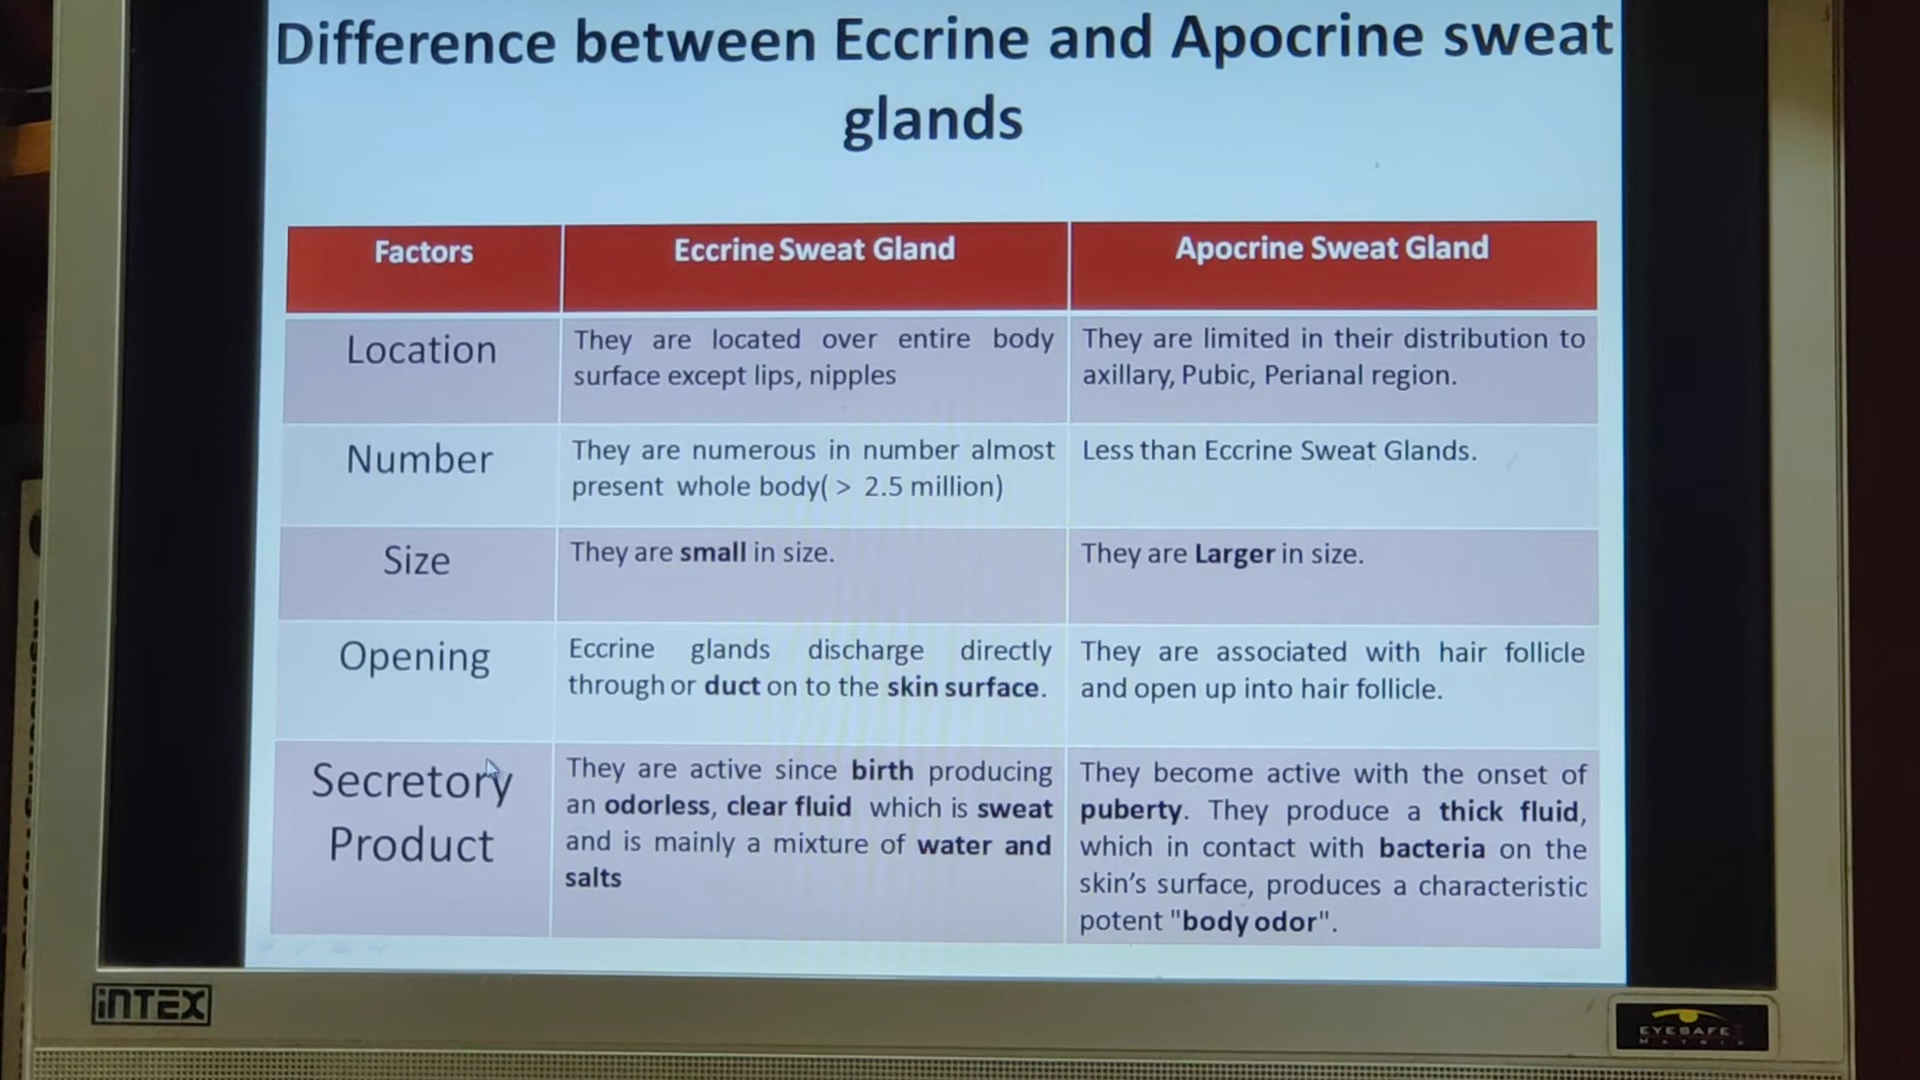 Difference between Eccrine and Apocrine sweat
glands
Factors
Eccrine Sweat Gland
Apocrine Sweat Gland
Location
They are located over entire body
surface except lips, nipples
They are limited in their distribution to
axillary, Pubic, Perianal region.
Number
They are numerous in number almost
present whole body( > 2.5 million)
Less than Eccrine Sweat Glands.
Size
They are small in size.
They are Larger in size.
Opening
Eccrine glands discharge directly
through or duct on to the skin surface.
They are associated with hair follicle
and open up into hair follicle.
Secretory
Product
They are active since birth producing
an odorless, clear fluid which is sweat
and is mainly a mixture of water and
salts
They become active with the onset of
puberty. They produce a thick fluid,
which in contact with bacteria on the
skin’s surface, produces a characteristic
potent "body odor".
iNTEX
EYESAFE
MATRIX